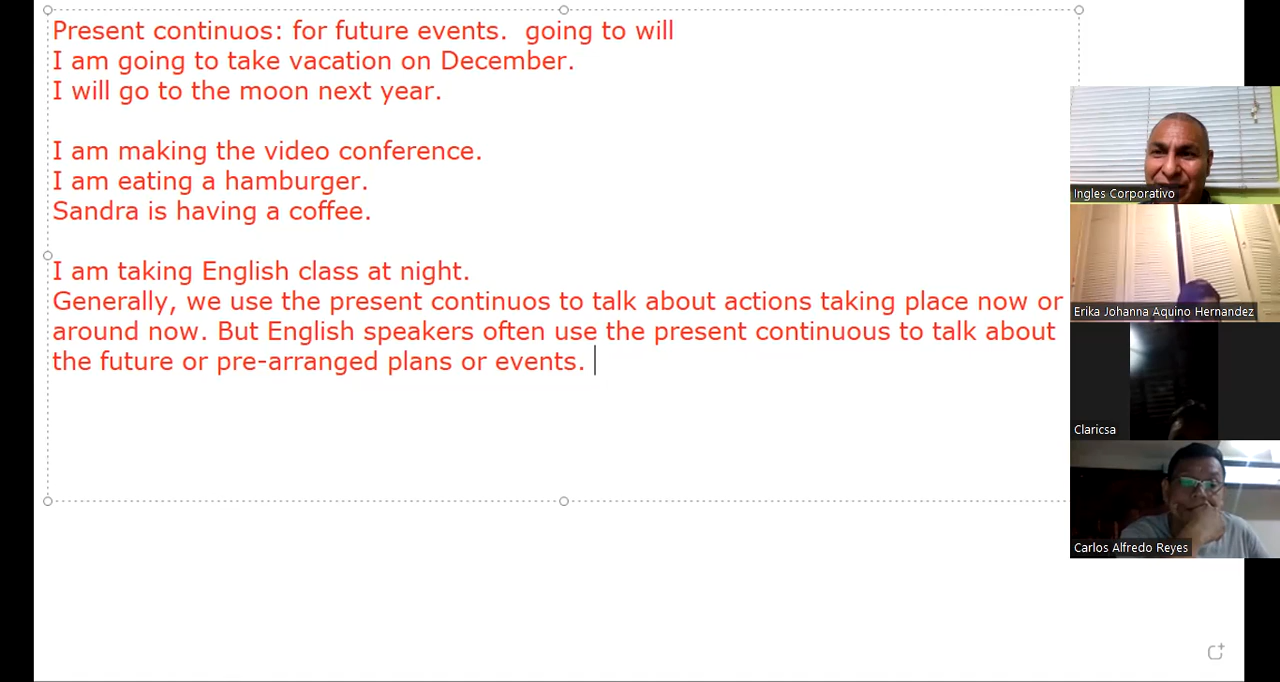 Present continuos: for future events.  going to will
I am going to take vacation on December.
I will go to the moon next year.
I am making the video conference.
I am eating a hamburger.
Sandra is having a coffee.
I am taking English class at night.
Generally, we use the present continuos to talk about actions taking place now or
around now. But English speakers often use the present continuous to talk about
the future or pre-arranged plans or events.
Ingles Corporativo
Erika Johanna Aquino Hernandez
Claricsa
Carlos Alfredo Reyes